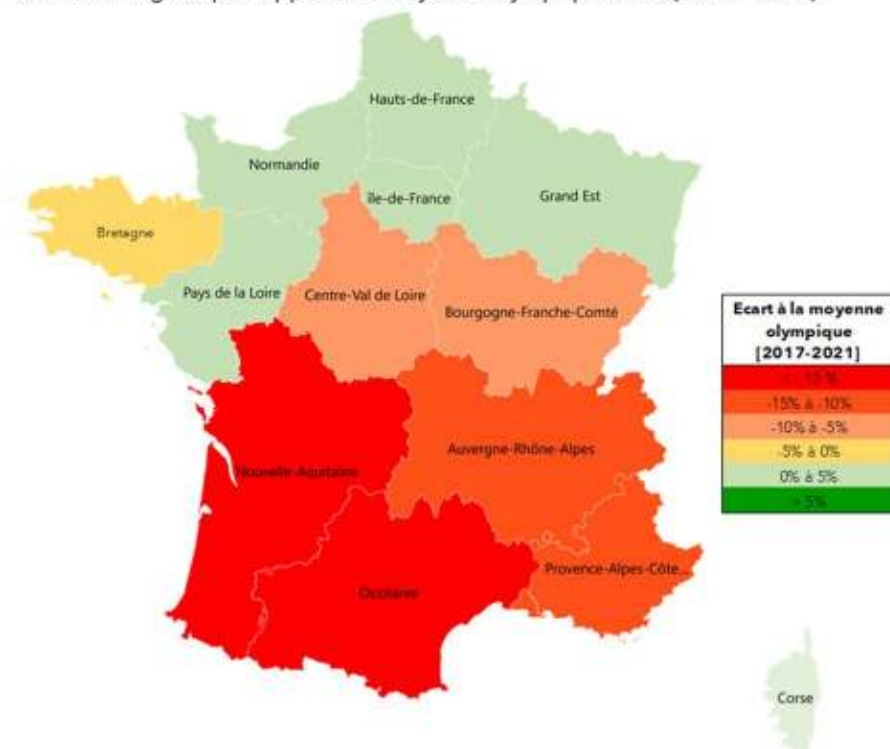 Hauts-de-France
Normandie
Île-de-France
Grand Est
Bretagne
Pays de la Loire
Centre-Val de Loire
Bourgogne-Franche-Comté
Ecart à la moyenne
olympique
[2017-2021]
-15%
-15% à -10%
-10% à -5%
-5% à 0%
0% à 5%
> 5%
Auvergne-Rhône-Alpes
Nouvelle-Aquitaine
Provence-Alpes-Côte...
Occitanie
Corse